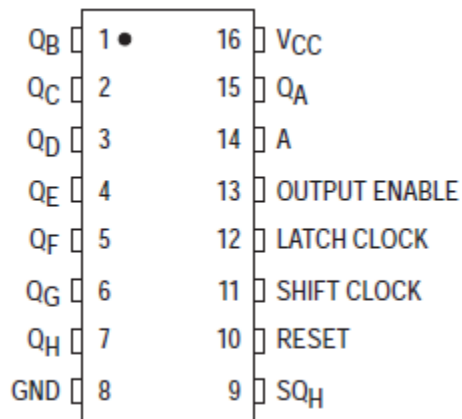 QB 1 16 VCC
QC 2 15 QA
QD 3 14 A
QE 4 13 OUTPUT ENABLE
QF 5 12 LATCH CLOCK
QG 6 11 SHIFT CLOCK
QH 7 10 RESET
GND 8 9 SQH